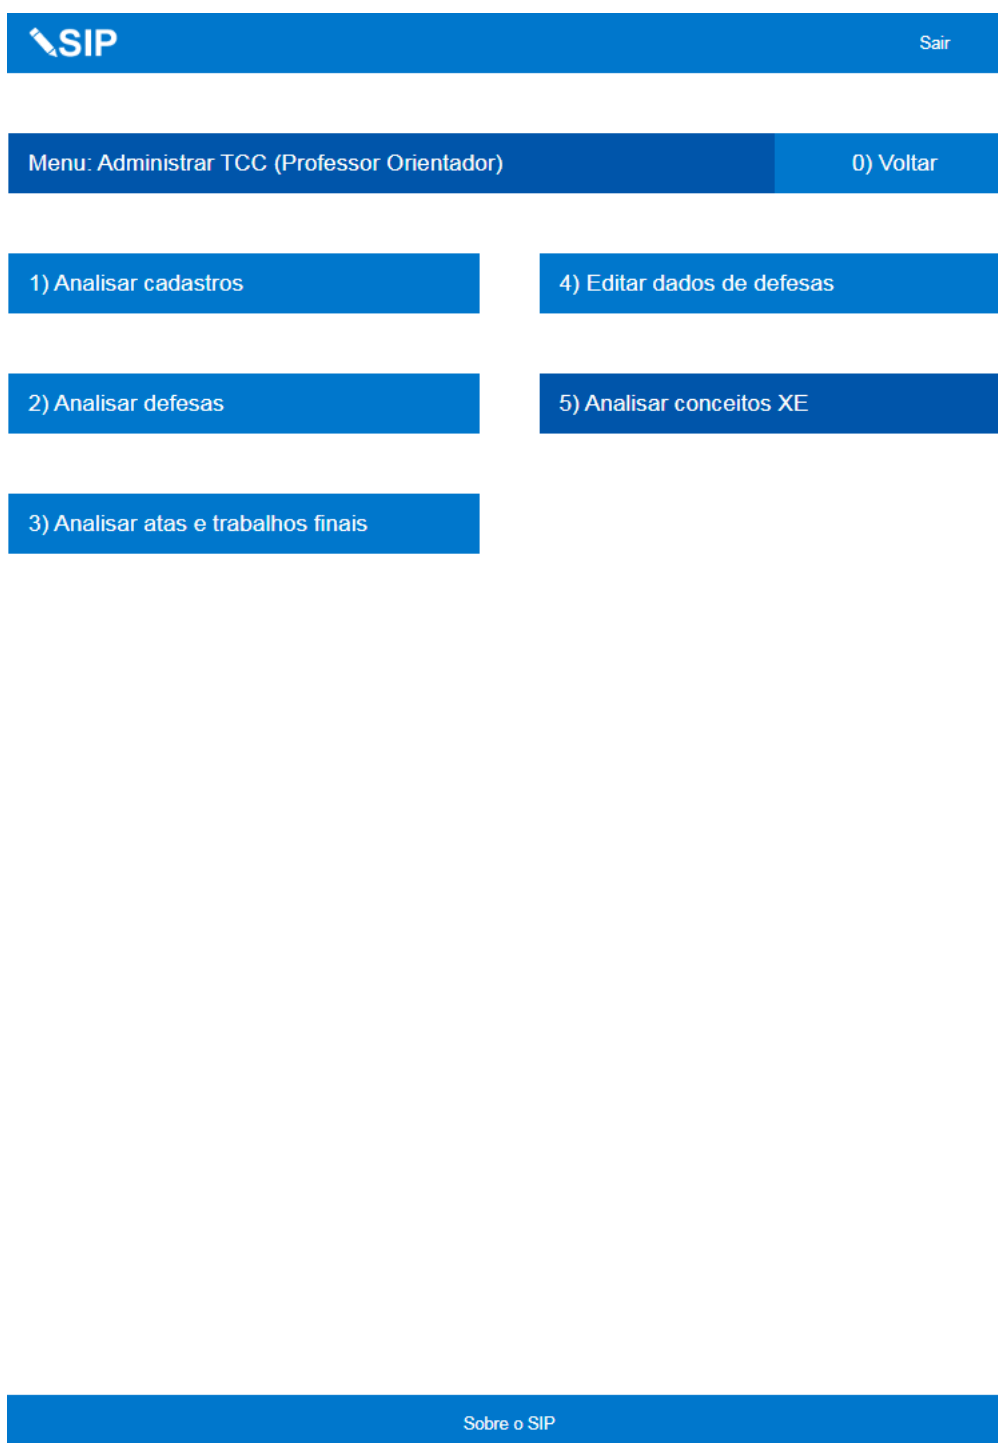 SIP
Sair
Menu: Administrar TCC (Professor Orientador)
0) Voltar
1) Analisar cadastros
4) Editar dados de defesas
2) Analisar defesas
5) Analisar conceitos XE
3) Analisar atas e trabalhos finais
Sobre o SIP